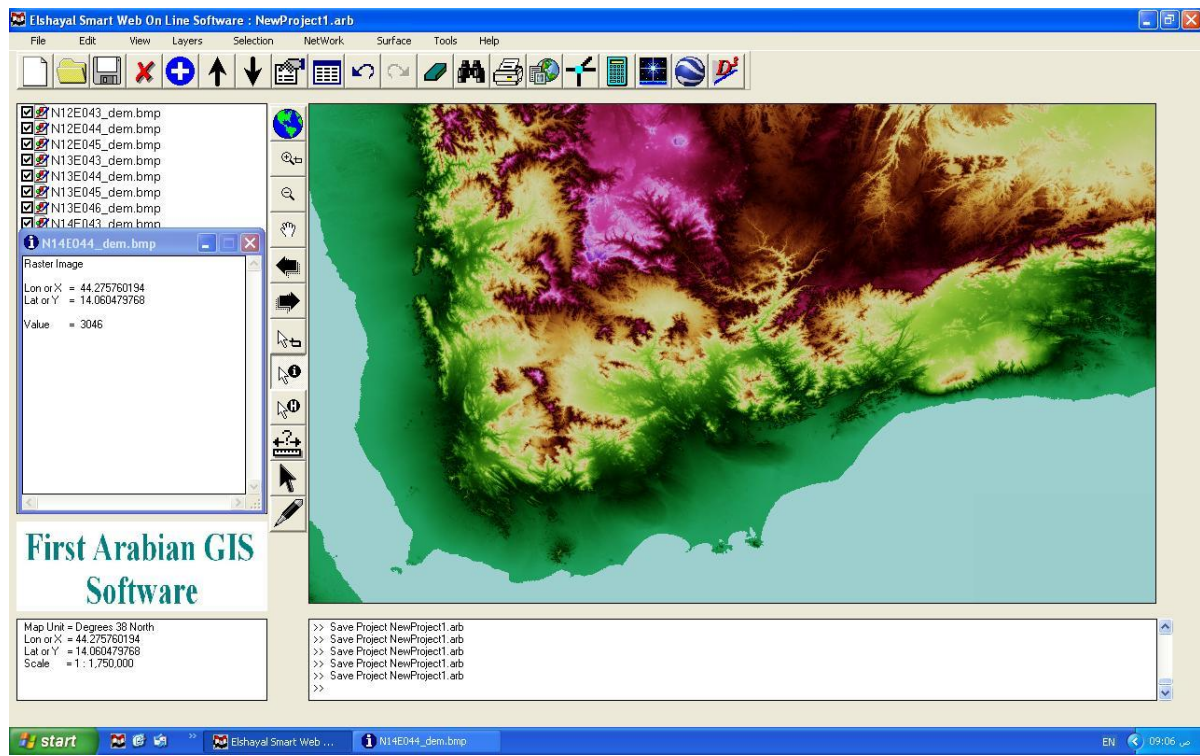 Elshayal Smart Web On Line Software : NewProject1.arb
File Edit View Layers Selection NetWork Surface Tools Help
N12E043_dem.bmp
N12E044_dem.bmp
N12E045_dem.bmp
N13E043_dem.bmp
N13E044_dem.bmp
N13E045_dem.bmp
N13E046_dem.bmp
N14E043_dem.bmp
N14E044_dem.bmp
Raster Image
Lon or X = 44.275760194
Lat or Y = 14.060479768
Value = 3046
First Arabian GIS
Software
Map Unit = Degrees 38 North
Lon or X = 44.275760194
Lat or Y = 14.060479768
Scale = 1 : 1,750,000
>> Save Project NewProject1.arb
>> Save Project NewProject1.arb
>> Save Project NewProject1.arb
>> Save Project NewProject1.arb
>> Save Project NewProject1.arb
>>
start Elshayal Smart Web ... N14E044_dem.bmp EN 09:06 ص